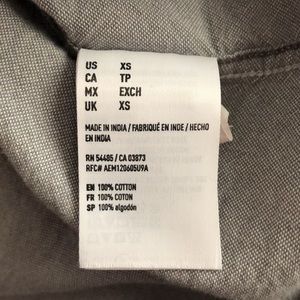 US XS
CA TP
MX EXCH
UK XS
MADE IN INDIA / FABRIQUÉ EN INDE / HECHO
EN INDIA
RN 54485 / CA 03873
RFC# AEM120605U9A
EN 100% COTTON
FR 100% COTON
SP 100% algodón